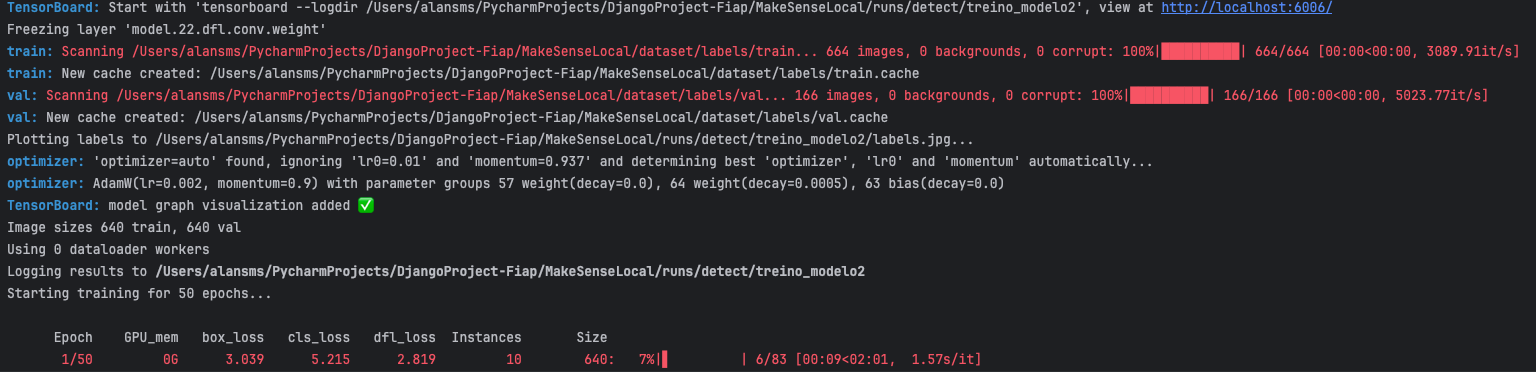 TensorBoard: Start with 'tensorboard --logdir /Users/alansms/PycharmProjects/DjangoProject-Fiap/MakeSenseLocal/runs/detect/treino_modelo2', view at http://localhost:6006/
Freezing layer 'model.22.dfl.conv.weight'
train: Scanning /Users/alansms/PycharmProjects/DjangoProject-Fiap/MakeSenseLocal/dataset/labels/train... 664 images, 0 backgrounds, 0 corrupt: 100%|██████████| 664/664 [00:00<00:00, 3089.91it/s]
train: New cache created: /Users/alansms/PycharmProjects/DjangoProject-Fiap/MakeSenseLocal/dataset/labels/train.cache
val: Scanning /Users/alansms/PycharmProjects/DjangoProject-Fiap/MakeSenseLocal/dataset/labels/val... 166 images, 0 backgrounds, 0 corrupt: 100%|██████████| 166/166 [00:00<00:00, 5023.77it/s]
val: New cache created: /Users/alansms/PycharmProjects/DjangoProject-Fiap/MakeSenseLocal/dataset/labels/val.cache
Plotting labels to /Users/alansms/PycharmProjects/DjangoProject-Fiap/MakeSenseLocal/runs/detect/treino_modelo2/labels.jpg...
optimizer: 'optimizer=auto' found, ignoring 'lr0=0.01' and 'momentum=0.937' and determining best 'optimizer', 'lr0' and 'momentum' automatically...
optimizer: AdamW(lr=0.002, momentum=0.9) with parameter groups 57 weight(decay=0.0), 64 weight(decay=0.0005), 63 bias(decay=0.0)
TensorBoard: model graph visualization added ✅
Image sizes 640 train, 640 val
Using 0 dataloader workers
Logging results to /Users/alansms/PycharmProjects/DjangoProject-Fiap/MakeSenseLocal/runs/detect/treino_modelo2
Starting training for 50 epochs...
Epoch GPU_mem box_loss cls_loss dfl_loss Instances Size
1/50 0G 3.039 5.215 2.819 10 640: 7%|▋ | 6/83 [00:09<02:01, 1.57s/it]